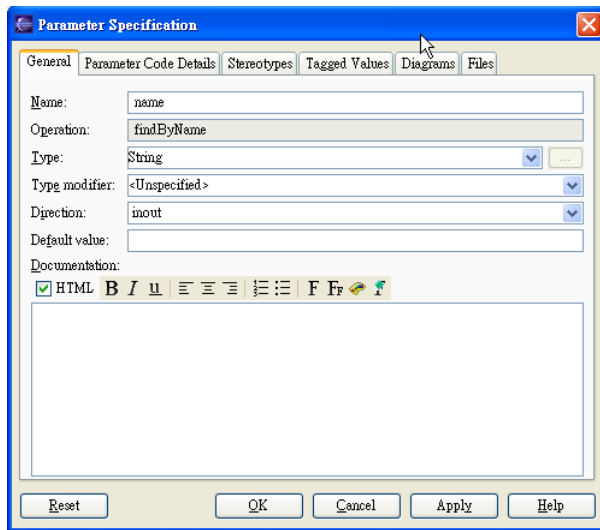 Parameter Specification
General Parameter Code Details Stereotypes Tagged Values Diagrams Files
Name: name
Operation: findByName
Type: String ...
Type modifier: <Unspecified>
Direction: inout
Default value:
Documentation:
HTML B I u F FF
Reset OK Cancel Apply Help